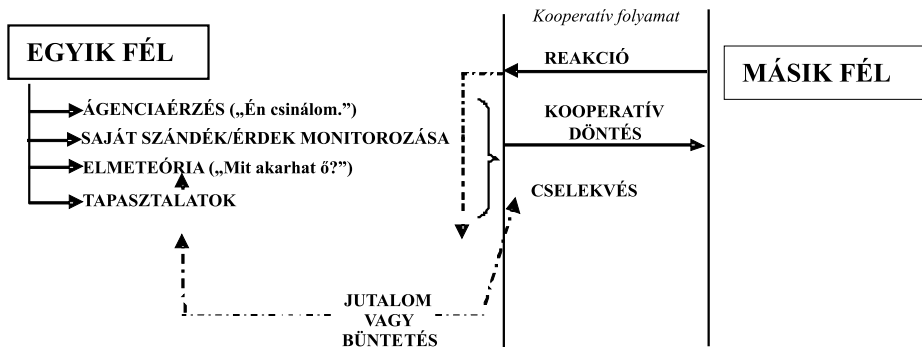 Kooperatív folyamat
EGYIK FÉL
REAKCIÓ
MÁSIK FÉL
ÁGENCIAÉRZÉS („Én csinálom.”)
SAJÁT SZÁNDÉK/ÉRDEK MONITOROZÁSA
ELMETEÓRIA („Mit akarhat ő?”)
TAPASZTALATOK
KOOPERATÍV
DÖNTÉS
CSELEKVÉS
JUTALOM
VAGY
BÜNTETÉS